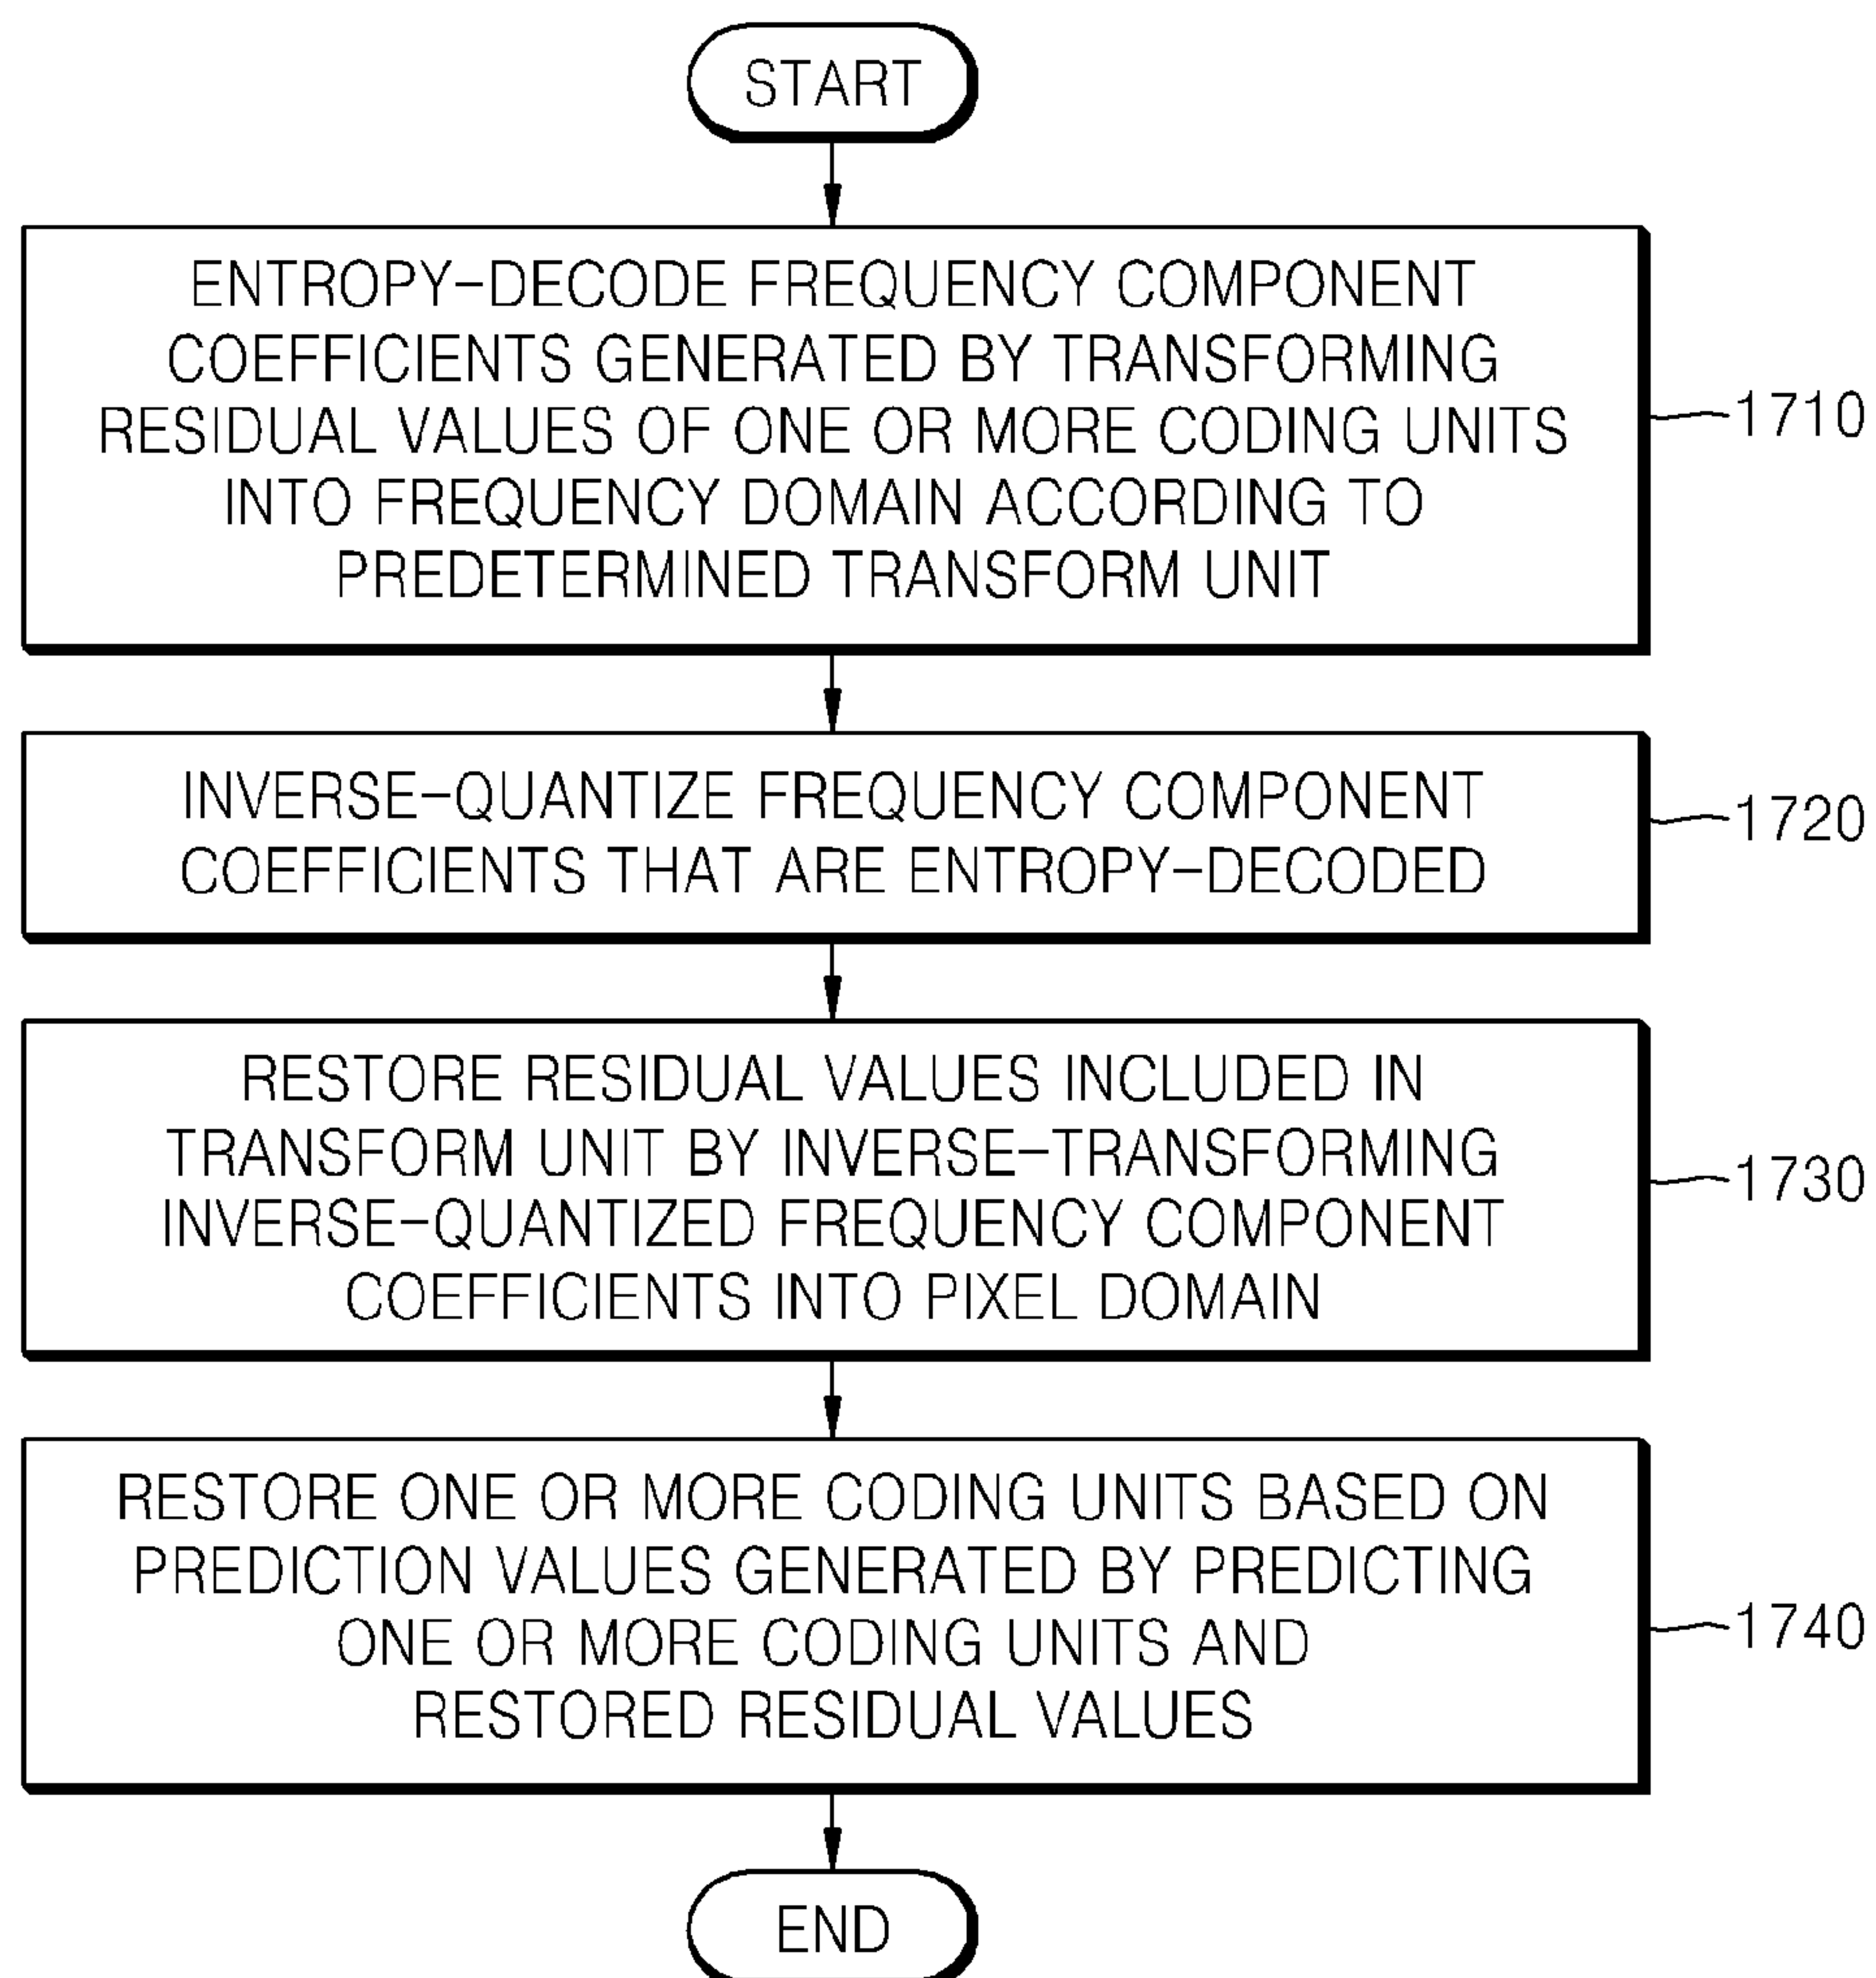 START
ENTROPY-DECODE FREQUENCY COMPONENT
COEFFICIENTS GENERATED BY TRANSFORMING
RESIDUAL VALUES OF ONE OR MORE CODING UNITS
INTO FREQUENCY DOMAIN ACCORDING TO
PREDETERMINED TRANSFORM UNIT
1710
INVERSE-QUANTIZE FREQUENCY COMPONENT
COEFFICIENTS THAT ARE ENTROPY-DECODED
1720
RESTORE RESIDUAL VALUES INCLUDED IN
TRANSFORM UNIT BY INVERSE-TRANSFORMING
INVERSE-QUANTIZED FREQUENCY COMPONENT
COEFFICIENTS INTO PIXEL DOMAIN
1730
RESTORE ONE OR MORE CODING UNITS BASED ON
PREDICTION VALUES GENERATED BY PREDICTING
ONE OR MORE CODING UNITS AND
RESTORED RESIDUAL VALUES
1740
END